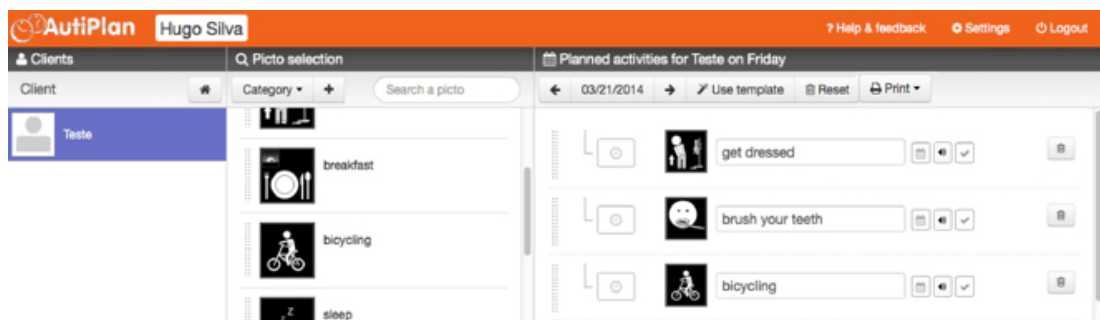 AutiPlan Hugo Silva ? Help & feedback Settings Logout
Clients
Client
Teste
Picto selection
Category + Search a picto
breakfast
bicycling
sleep
Planned activities for Teste on Friday
03/21/2014 Use template Reset Print
get dressed
brush your teeth
bicycling